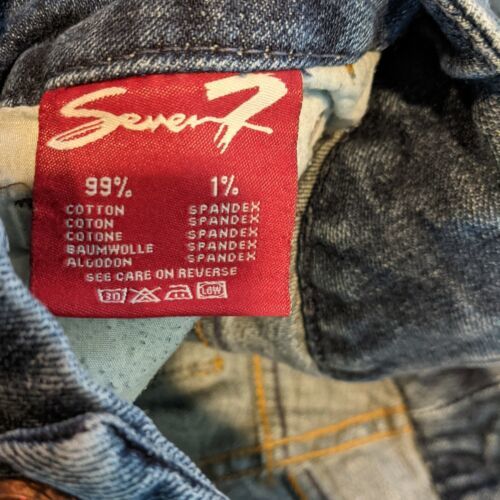 Seven7
99% 1%
COTTON SPANDEX
COTON SPANDEX
COTONE SPANDEX
BAUMWOLLE SPANDEX
ALGODON SPANDEX
SEE CARE ON REVERSE
30 LOW